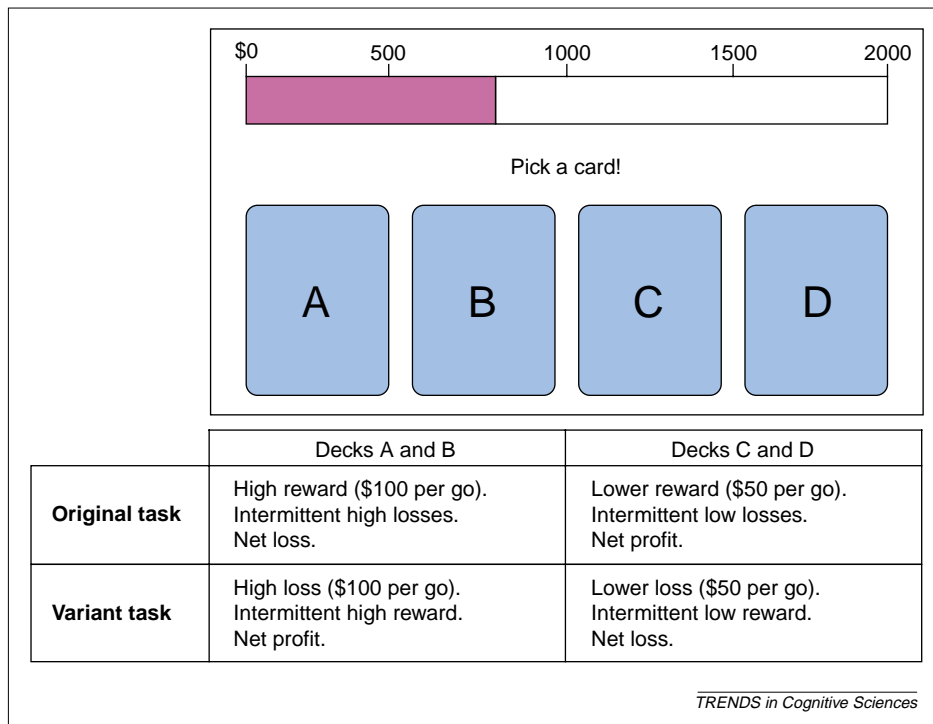 $0 500 1000 1500 2000
Pick a card!
A B C D
Decks A and B Decks C and D
Original task
High reward ($100 per go).
Intermittent high losses.
Net loss.
Lower reward ($50 per go).
Intermittent low losses.
Net profit.
Variant task
High loss ($100 per go).
Intermittent high reward.
Net profit.
Lower loss ($50 per go).
Intermittent low reward.
Net loss.
TRENDS in Cognitive Sciences